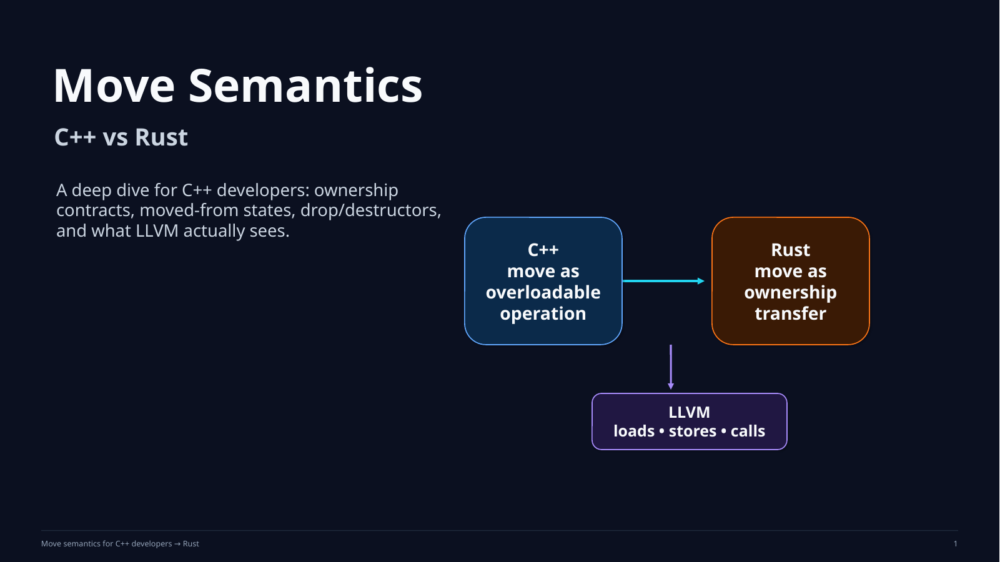 Move Semantics
C++ vs Rust
A deep dive for C++ developers: ownership
contracts, moved-from states, drop/destructors,
and what LLVM actually sees.
C++
move as
overloadable
operation
Rust
move as
ownership
transfer
LLVM
loads • stores • calls
Move semantics for C++ developers → Rust
1